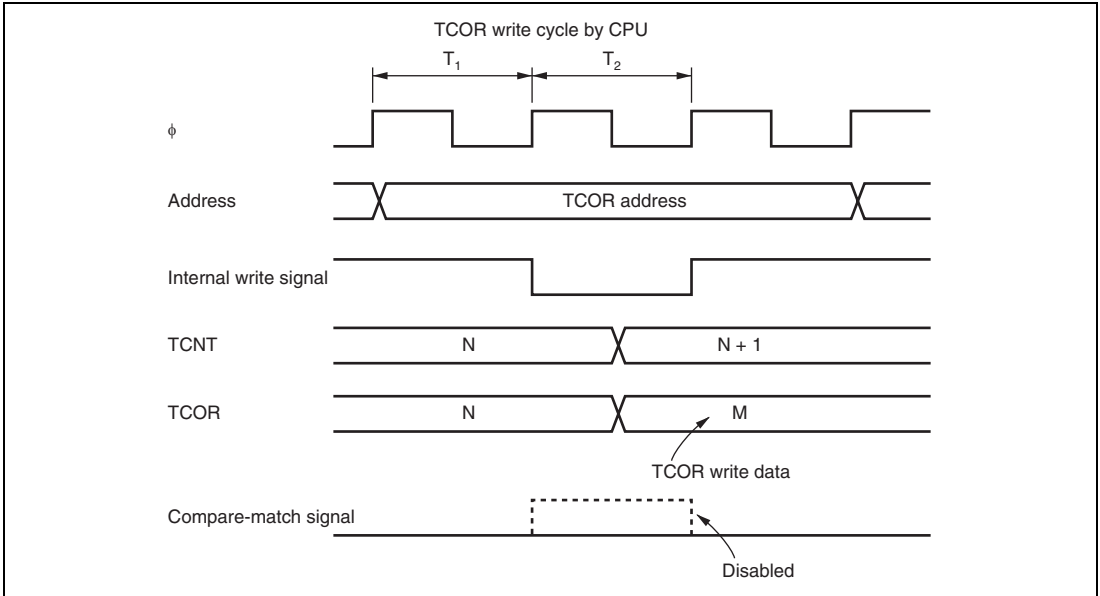 TCOR write cycle by CPU
T1 T2
ϕ
Address TCOR address
Internal write signal
TCNT N N + 1
TCOR N M
TCOR write data
Compare-match signal
Disabled